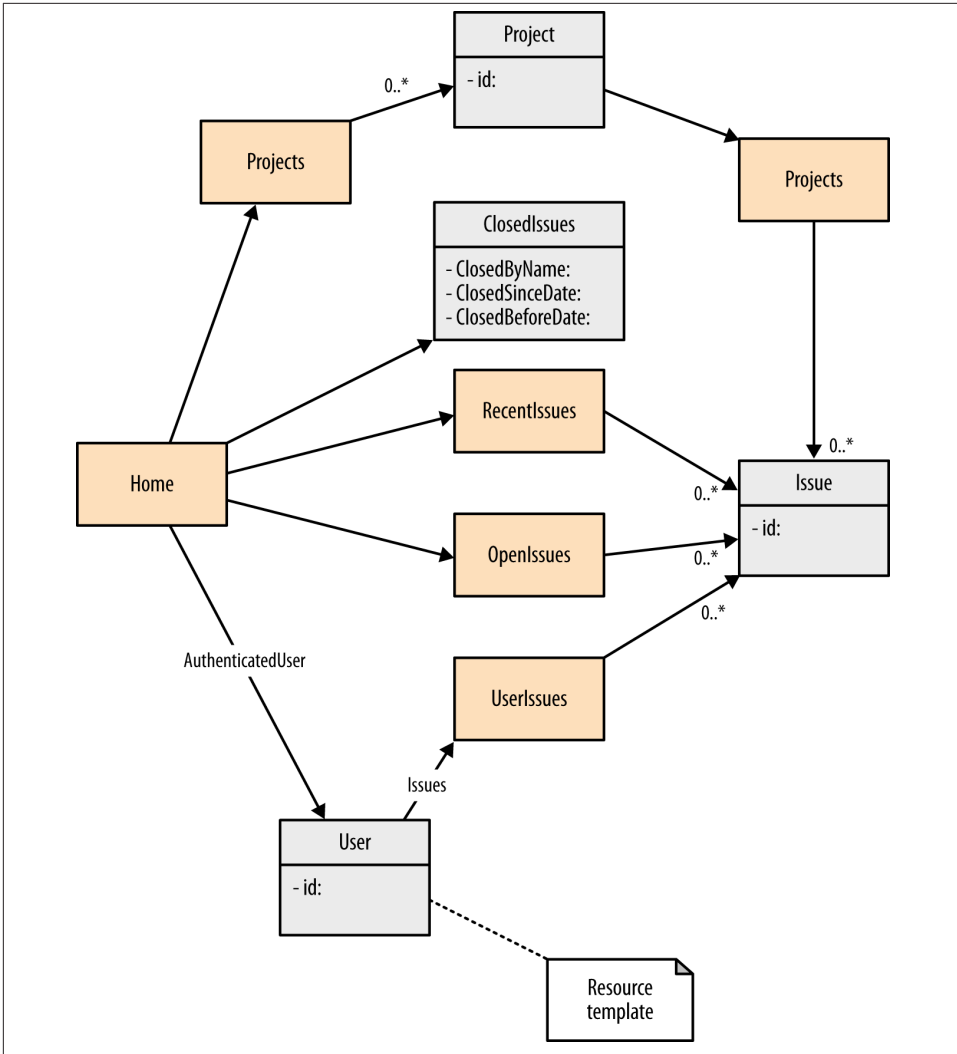 Project
- id:
0..*
Projects
Projects
ClosedIssues
- ClosedByName:
- ClosedSinceDate:
- ClosedBeforeDate:
RecentIssues
0..*
Home
Issue
- id:
0..*
OpenIssues
0..*
0..*
AuthenticatedUser
UserIssues
Issues
User
- id:
Resource
template